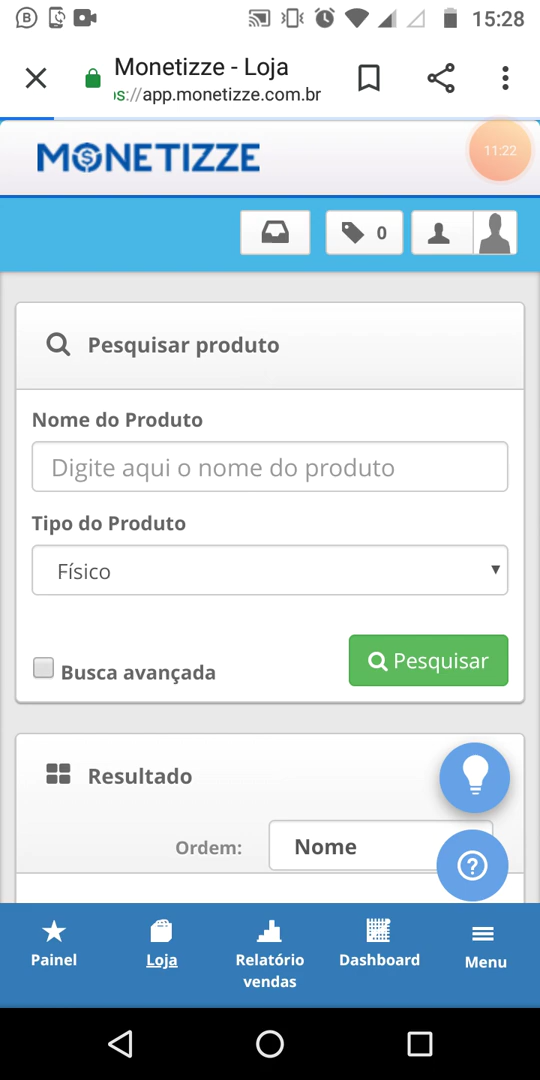 15:28
Monetizze - Loja
s://app.monetizze.com.br
MONETIZZE
11:22
0
Pesquisar produto
Nome do Produto
Digite aqui o nome do produto
Tipo do Produto
Físico
Busca avançada
Pesquisar
Resultado
Ordem:
Nome
Painel
Loja
Relatório vendas
Dashboard
Menu